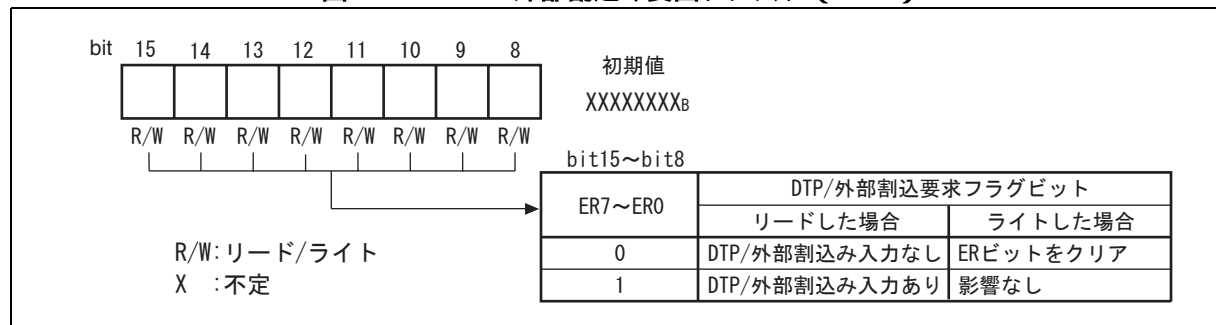 bit 15 14 13 12 11 10 9 8
初期値
XXXXXXXXB
R/W R/W R/W R/W R/W R/W R/W R/W
bit15~bit8
ER7~ER0
DTP/外部割込要求フラグビット
リードした場合 ライトした場合
0 DTP/外部割込み入力なし ERビットをクリア
1 DTP/外部割込み入力あり 影響なし
R/W:リード/ライト
X :不定